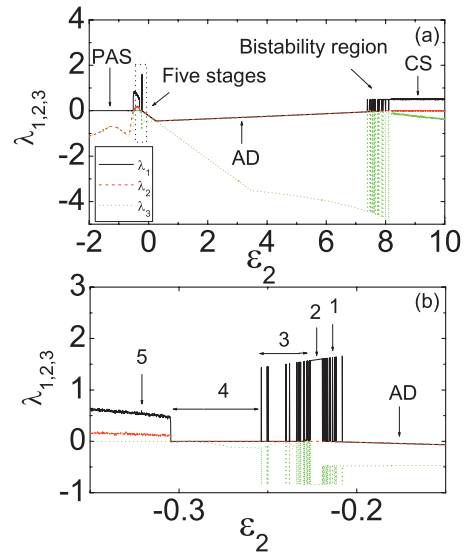 (a)
Bistability region
PAS
CS
Five stages
AD
λ1,2,3
4
2
0
-2
-4
λ1
λ2
λ3
-2 0 2 4 6 8 10
ε2
(b)
3
2
1
0
-1
λ1,2,3
5
4
3
2
1
AD
-0.3 -0.2
ε2